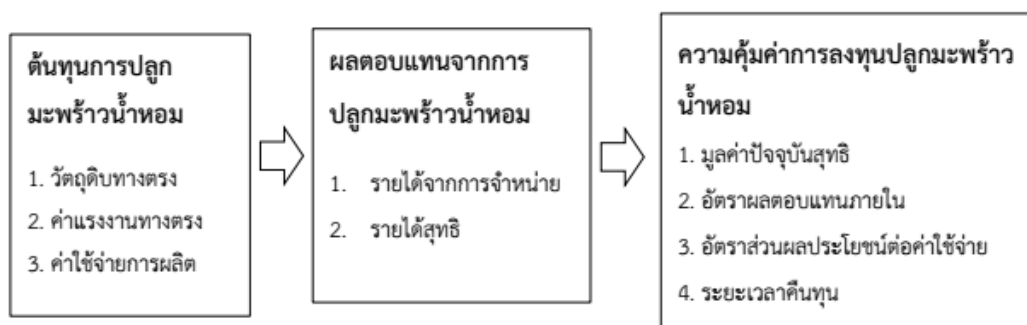 ต้นทุนการปลูก
มะพร้าวน้ำหอม
1. วัตถุดิบทางตรง
2. ค่าแรงงานทางตรง
3. ค่าใช้จ่ายการผลิต
ผลตอบแทนจากการ
ปลูกมะพร้าวน้ำหอม
1. รายได้จากการจำหน่าย
2. รายได้สุทธิ
ความคุ้มค่าการลงทุนปลูกมะพร้าว
น้ำหอม
1. มูลค่าปัจจุบันสุทธิ
2. อัตราผลตอบแทนภายใน
3. อัตราส่วนผลประโยชน์ต่อค่าใช้จ่าย
4. ระยะเวลาคืนทุน